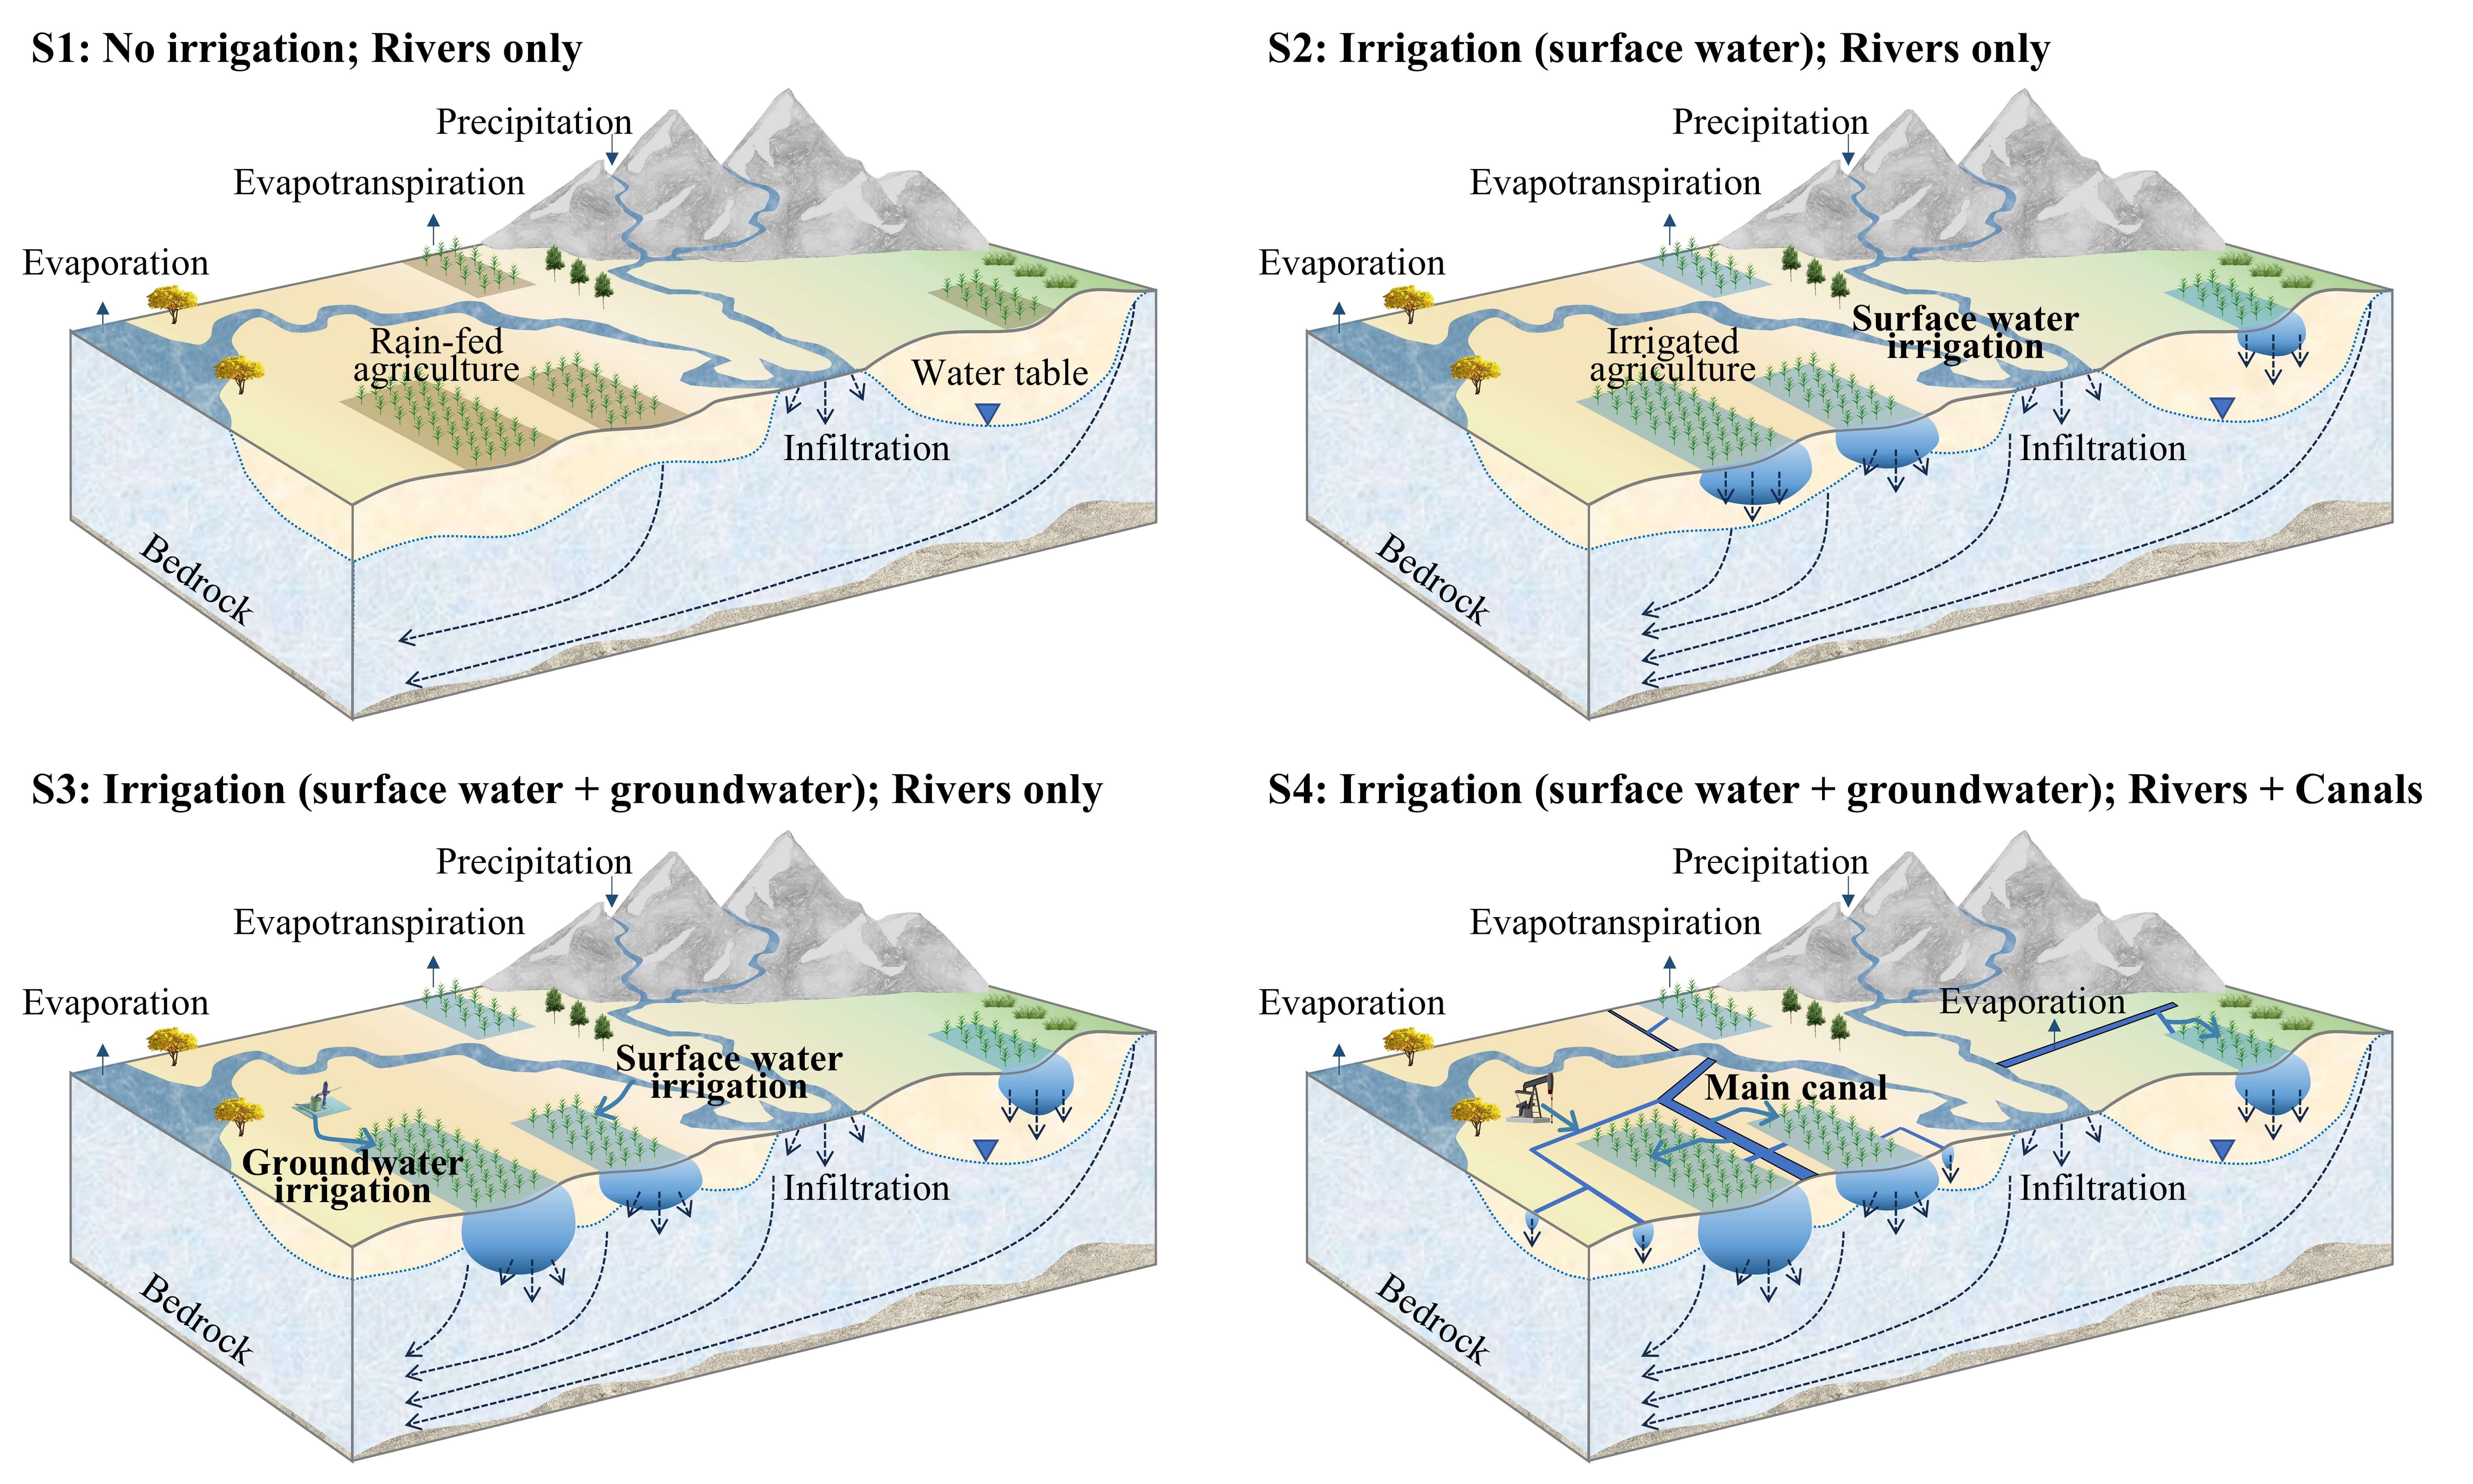 S1: No irrigation; Rivers only
Precipitation
Evapotranspiration
Evaporation
Rain-fed
agriculture
Water table
Infiltration
Bedrock
S2: Irrigation (surface water); Rivers only
Precipitation
Evapotranspiration
Evaporation
Surface water
irrigation
Irrigated
agriculture
Infiltration
Bedrock
S3: Irrigation (surface water + groundwater); Rivers only
Precipitation
Evapotranspiration
Evaporation
Surface water
irrigation
Groundwater
irrigation
Infiltration
Bedrock
S4: Irrigation (surface water + groundwater); Rivers + Canals
Precipitation
Evapotranspiration
Evaporation
Evaporation
Main canal
Infiltration
Bedrock